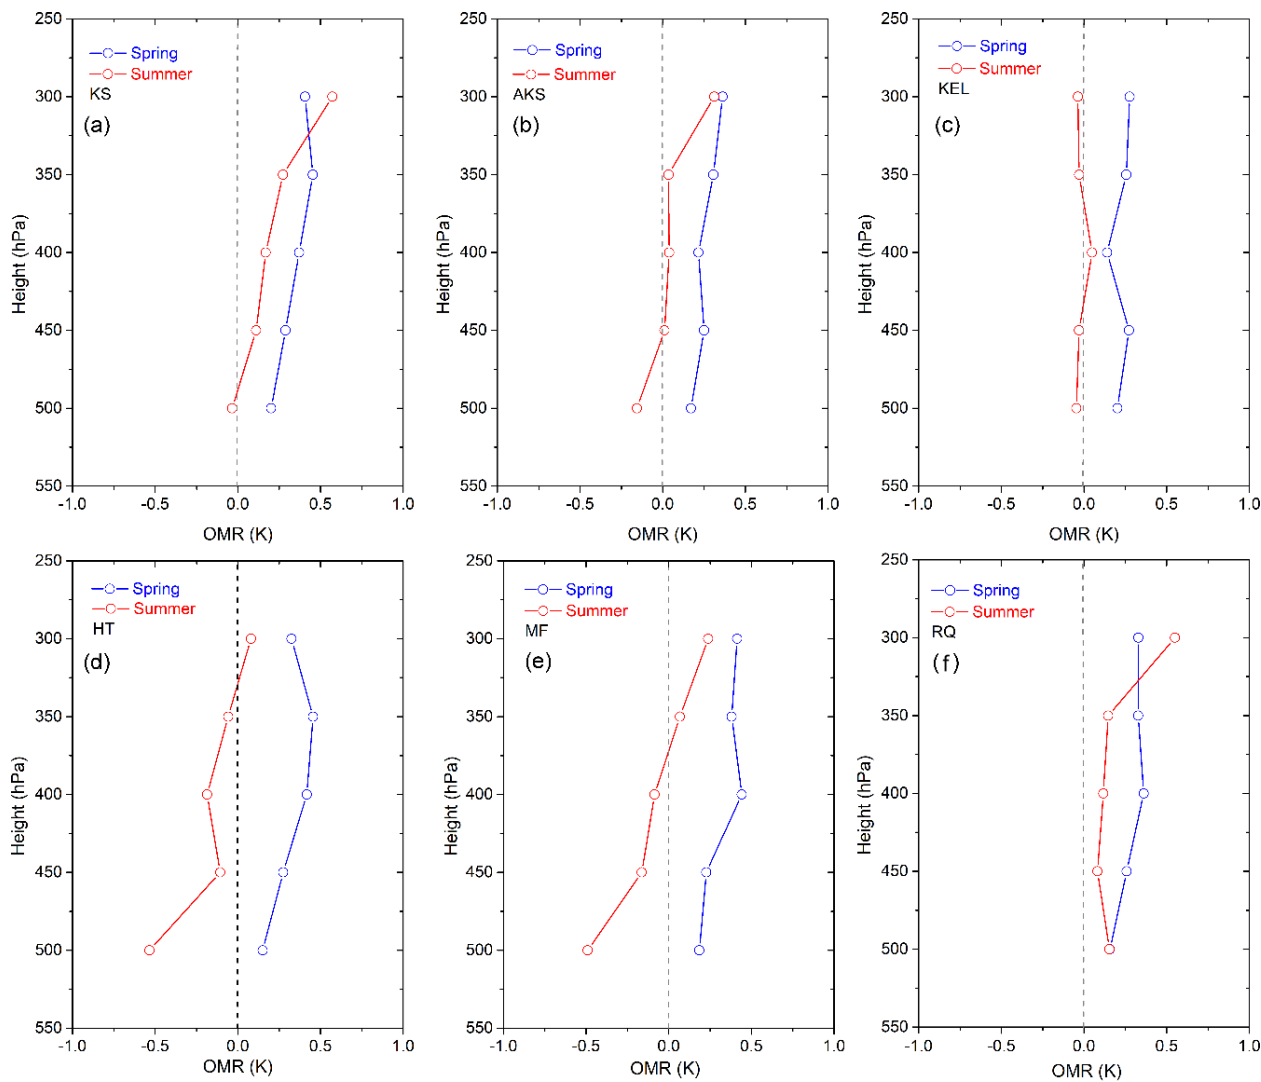 250
300
350
400
450
500
550
Height (hPa)
Spring
Summer
KS
(a)
-1.0
-0.5
0.0
0.5
1.0
OMR (K)
250
300
350
400
450
500
550
Height (hPa)
Spring
Summer
AKS
(b)
-1.0
-0.5
0.0
0.5
1.0
OMR (K)
250
300
350
400
450
500
550
Height (hPa)
Spring
Summer
KEL
(c)
-1.0
-0.5
0.0
0.5
1.0
OMR (K)
250
300
350
400
450
500
550
Height (hPa)
Spring
Summer
HT
(d)
-1.0
-0.5
0.0
0.5
1.0
OMR (K)
250
300
350
400
450
500
550
Height (hPa)
Spring
Summer
MF
(e)
-1.0
-0.5
0.0
0.5
1.0
OMR (K)
250
300
350
400
450
500
550
Height (hPa)
Spring
Summer
RQ
(f)
-1.0
-0.5
0.0
0.5
1.0
OMR (K)